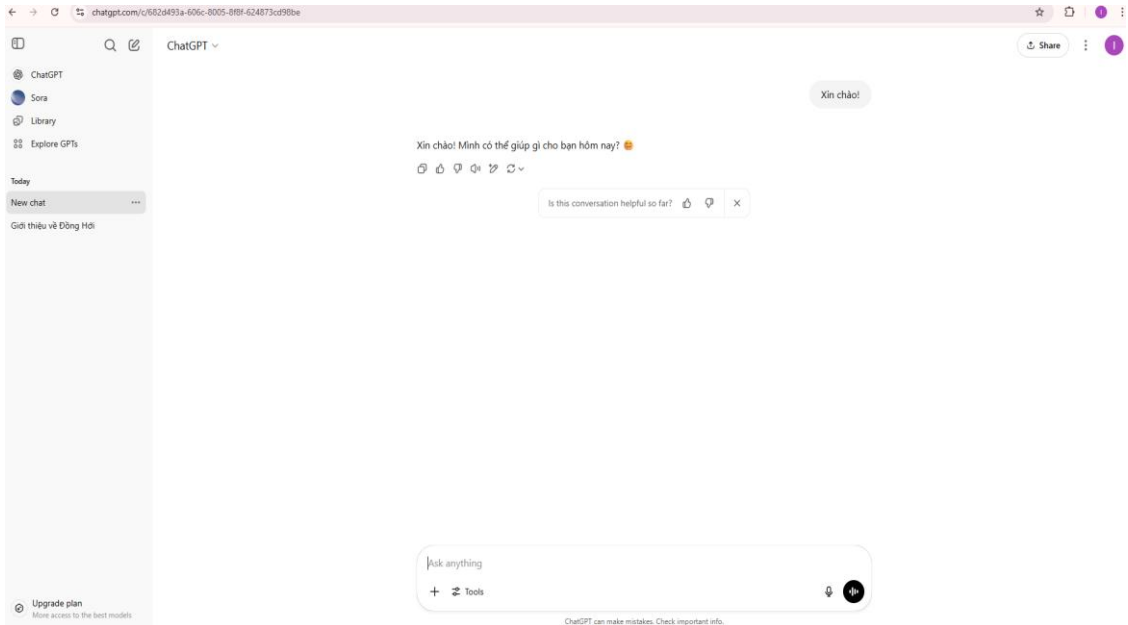 chatgpt.com/c/682d493a-606c-8005-8f8f-624873cd98be
ChatGPT
Share
I
ChatGPT
Sora
Library
Explore GPTs
Today
New chat
Giới thiệu về Đồng Hới
Xin chào!
Xin chào! Mình có thể giúp gì cho bạn hôm nay? 😊
Is this conversation helpful so far?
Ask anything
Tools
Upgrade plan
More access to the best models
ChatGPT can make mistakes. Check important info.